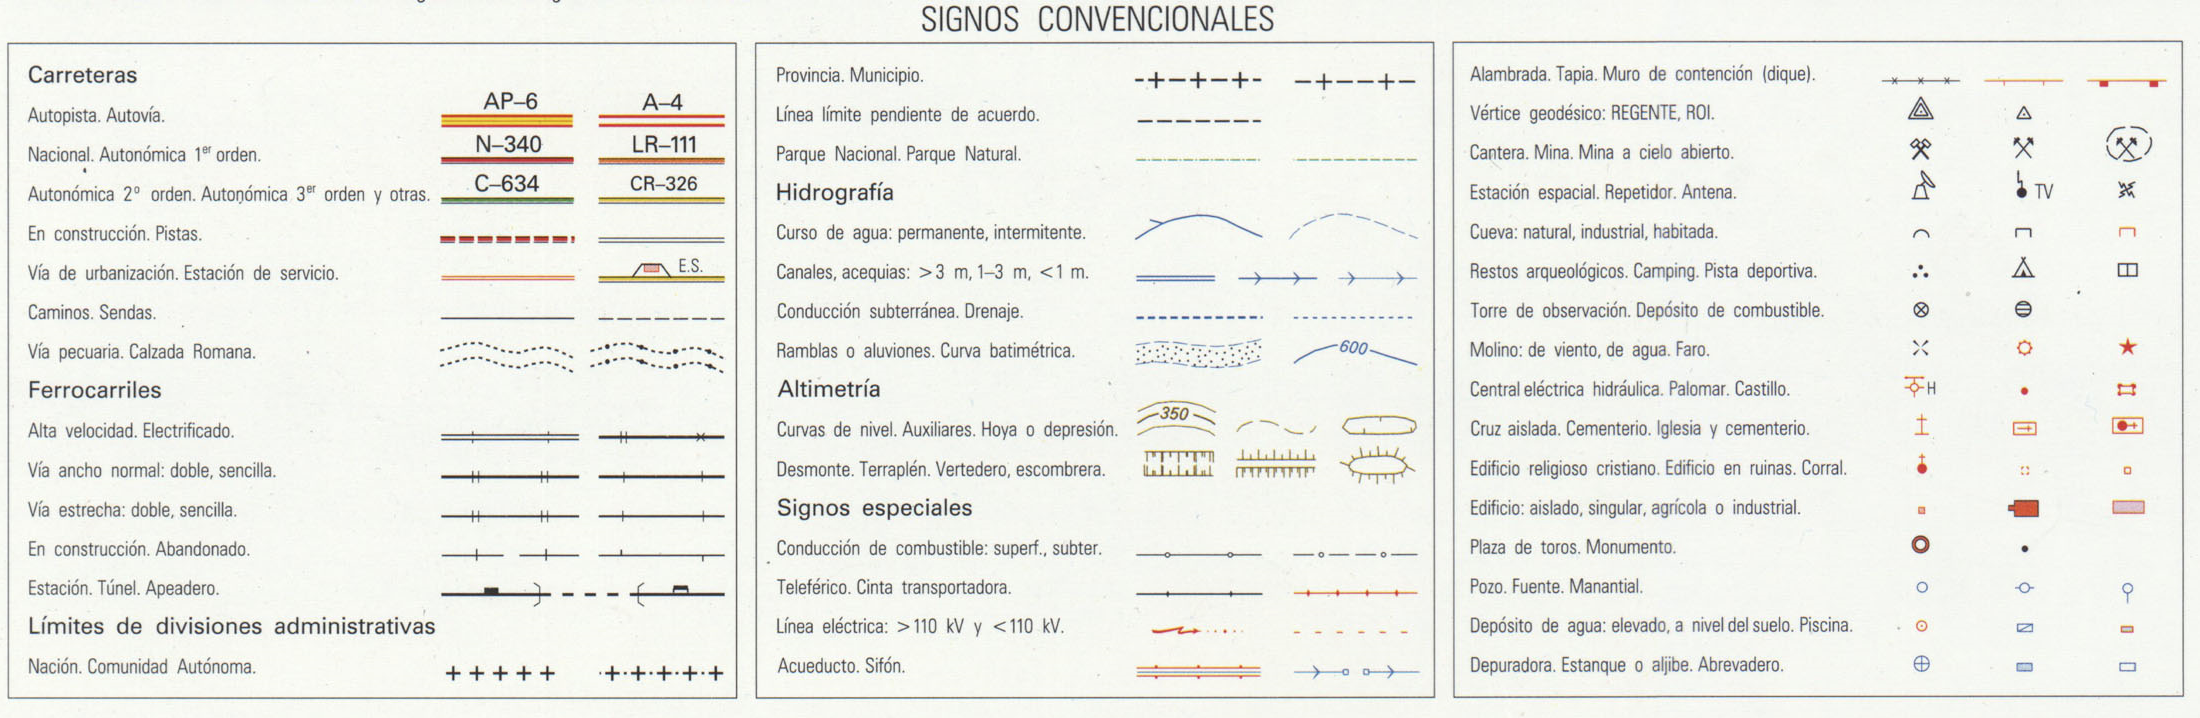 SIGNOS CONVENCIONALES
Carreteras
AP–6 A–4
Autopista. Autovía.
N–340 LR–111
Nacional. Autonómica 1er orden.
C–634 CR–326
Autonómica 2º orden. Autonómica 3er orden y otras.
En construcción. Pistas.
Vía de urbanización. Estación de servicio. E.S.
Caminos. Sendas.
Vía pecuaria. Calzada Romana.
Ferrocarriles
Alta velocidad. Electrificado.
Vía ancho normal: doble, sencilla.
Vía estrecha: doble, sencilla.
En construcción. Abandonado.
Estación. Túnel. Apeadero.
Límites de divisiones administrativas
Nación. Comunidad Autónoma.
Provincia. Municipio.
Línea límite pendiente de acuerdo.
Parque Nacional. Parque Natural.
Hidrografía
Curso de agua: permanente, intermitente.
Canales, acequias: >3 m, 1–3 m, <1 m.
Conducción subterránea. Drenaje.
Ramblas o aluviones. Curva batimétrica. 600
Altimetría
350
Curvas de nivel. Auxiliares. Hoya o depresión.
Desmonte. Terraplén. Vertedero, escombrera.
Signos especiales
Conducción de combustible: superf., subter.
Teleférico. Cinta transportadora.
Línea eléctrica: >110 kV y <110 kV.
Acueducto. Sifón.
Alambrada. Tapia. Muro de contención (dique).
Vértice geodésico: REGENTE, ROI.
Cantera. Mina. Mina a cielo abierto.
Estación espacial. Repetidor. Antena. TV
Cueva: natural, industrial, habitada.
Restos arqueológicos. Camping. Pista deportiva.
Torre de observación. Depósito de combustible.
Molino: de viento, de agua. Faro.
Central eléctrica hidráulica. Palomar. Castillo. H
Cruz aislada. Cementerio. Iglesia y cementerio.
Edificio religioso cristiano. Edificio en ruinas. Corral.
Edificio: aislado, singular, agrícola o industrial.
Plaza de toros. Monumento.
Pozo. Fuente. Manantial.
Depósito de agua: elevado, a nivel del suelo. Piscina.
Depuradora. Estanque o aljibe. Abrevadero.